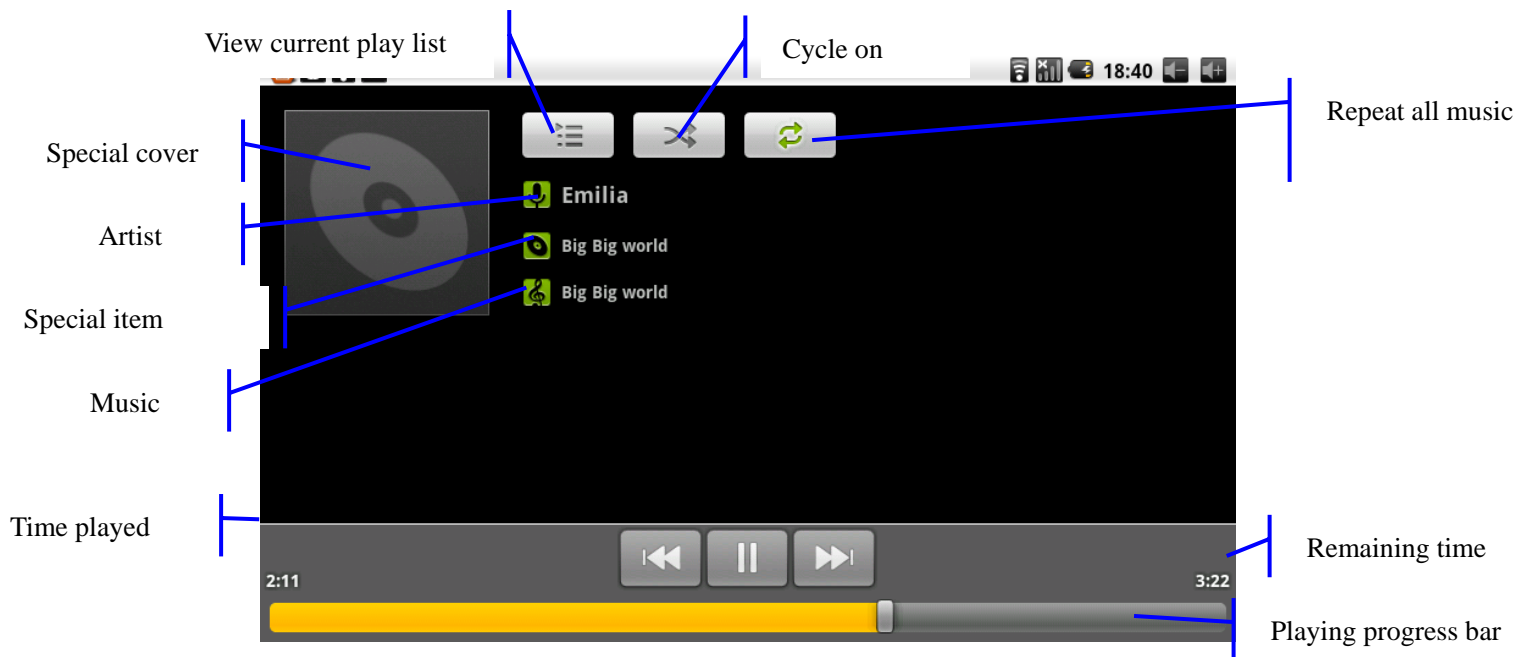 View current play list
Cycle on
18:40
Repeat all music
Special cover
Emilia
Artist
Big Big world
Big Big world
Special item
Music
Time played
Remaining time
2:11
3:22
Playing progress bar